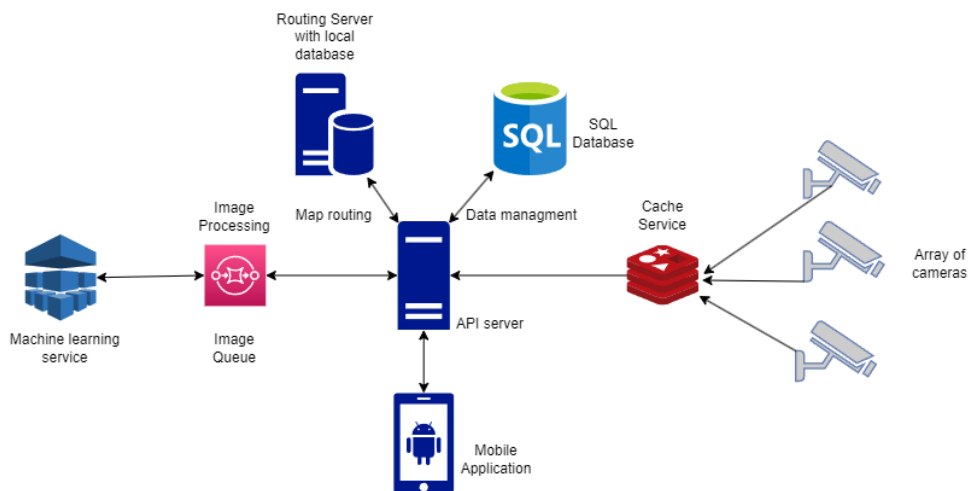 Routing Server
with local
database
SQL
SQL
Database
Map routing
Data managment
Image
Processing
Cache
Service
Array of
cameras
Machine learning
service
Image
Queue
API server
Mobile
Application